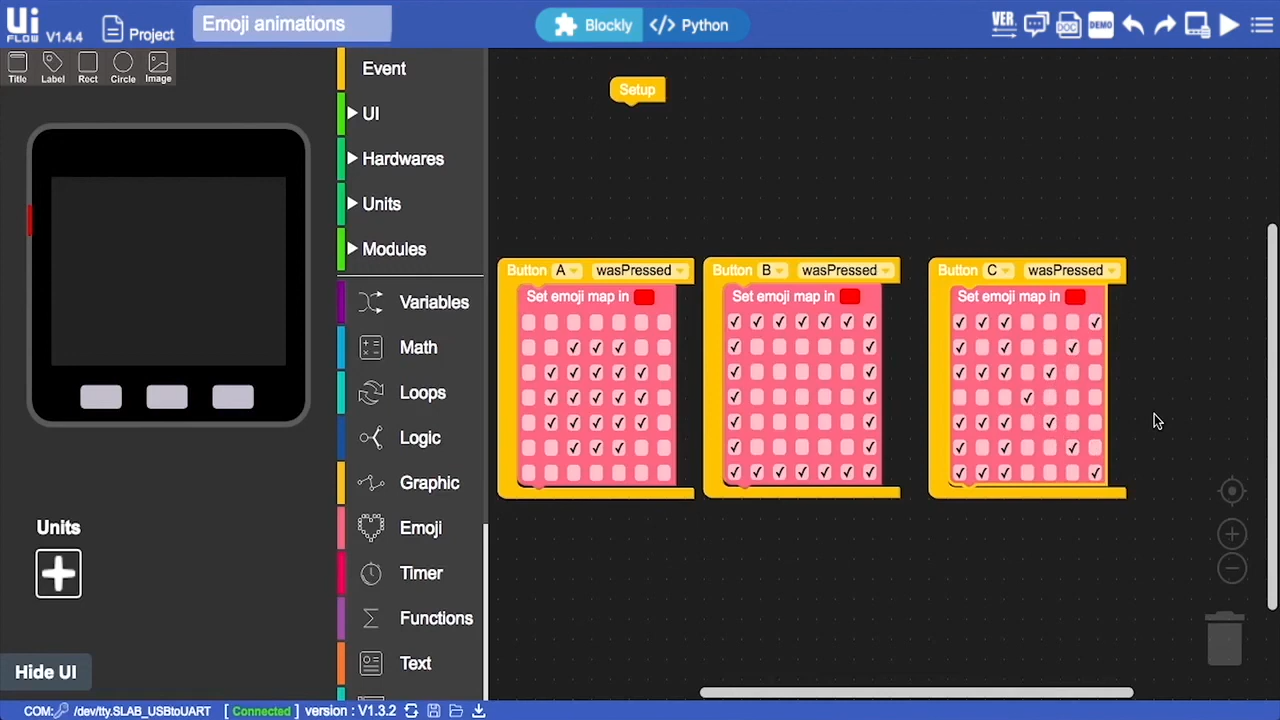 Ui
FLOW V1.4.4
Project
Emoji animations
Blockly
</> Python
VER.
DOC
DEMO
Title
Label
Rect
Circle
Image
Event
UI
Hardwares
Units
Modules
Variables
Math
Loops
Logic
Graphic
Emoji
Timer
Functions
Text
Setup
Button A wasPressed
Set emoji map in
Button B wasPressed
Set emoji map in
Button C wasPressed
Set emoji map in
Units
Hide UI
COM: /dev/tty.SLAB_USBtoUART [ Connected ] version : V1.3.2